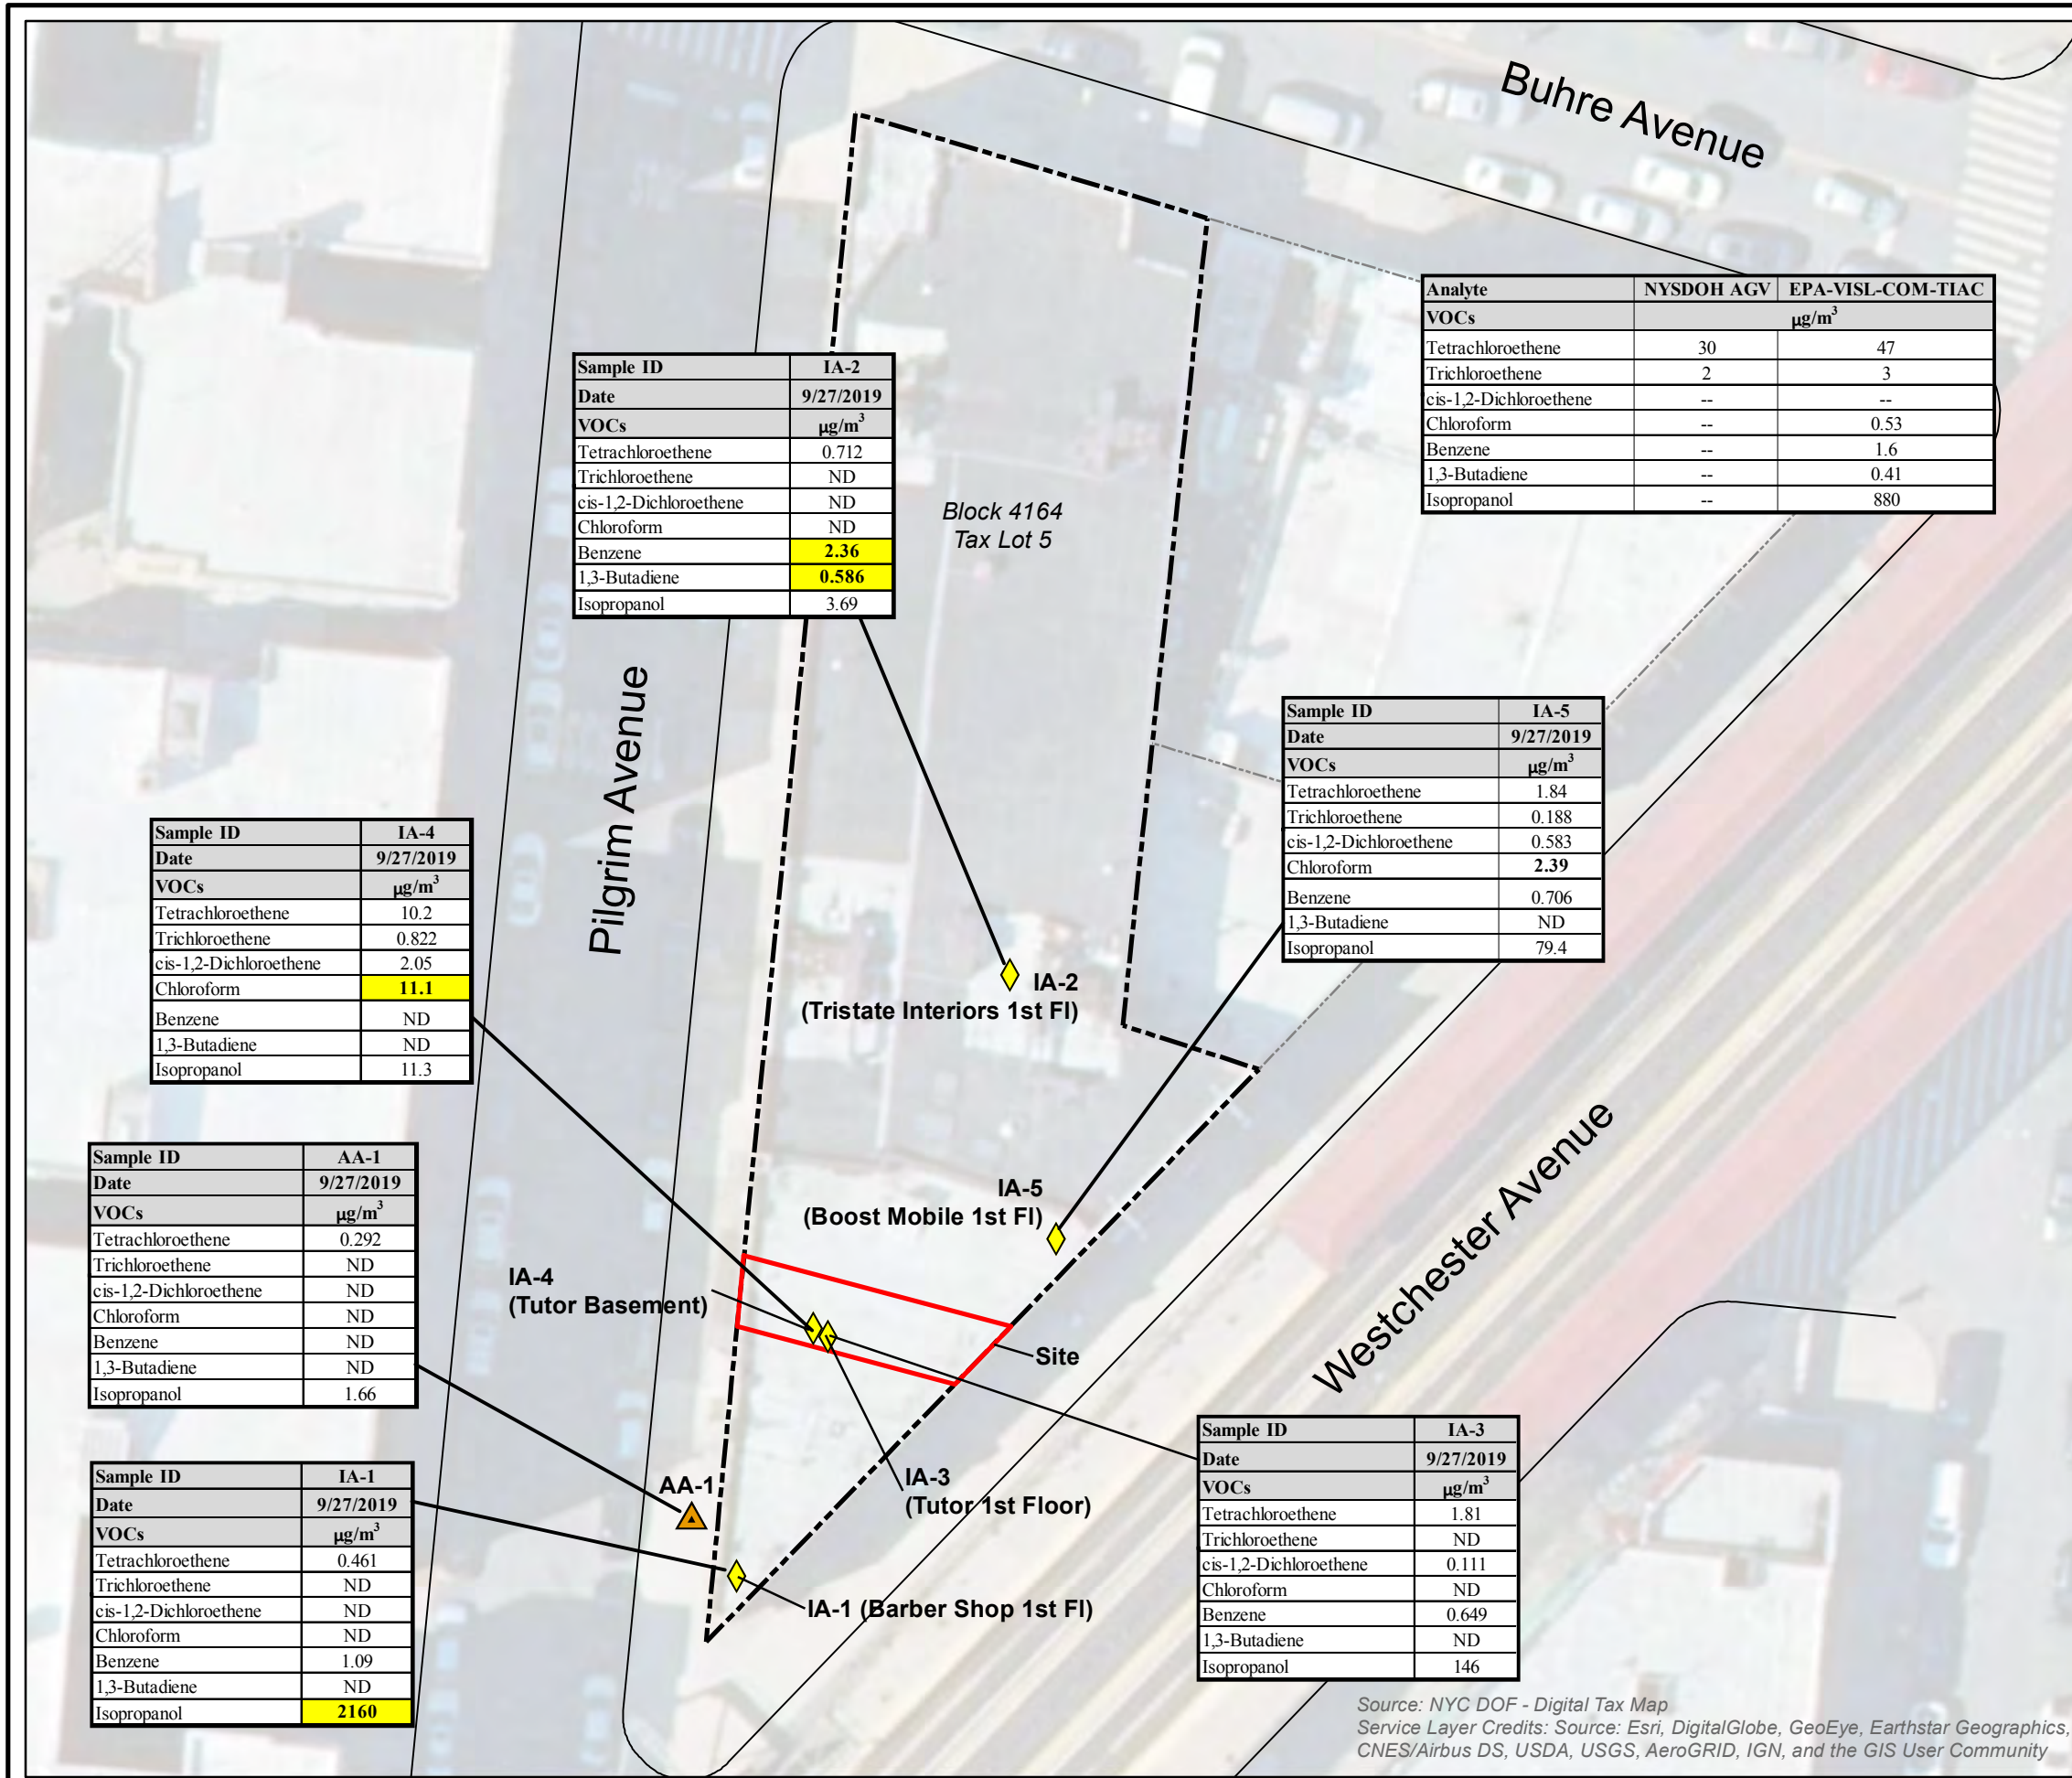 Buhre Avenue
Analyte NYSDOH AGV EPA-VISL-COM-TIAC
VOCs µg/m³
Tetrachloroethene 30 47
Trichloroethene 2 3
cis-1,2-Dichloroethene -- --
Chloroform -- 0.53
Benzene -- 1.6
1,3-Butadiene -- 0.41
Isopropanol -- 880
Sample ID IA-2
Date 9/27/2019
VOCs µg/m³
Tetrachloroethene 0.712
Trichloroethene ND
cis-1,2-Dichloroethene ND
Chloroform ND
Benzene 2.36
1,3-Butadiene 0.586
Isopropanol 3.69
Block 4164
Tax Lot 5
Pilgrim Avenue
Sample ID IA-5
Date 9/27/2019
VOCs µg/m³
Tetrachloroethene 1.84
Trichloroethene 0.188
cis-1,2-Dichloroethene 0.583
Chloroform 2.39
Benzene 0.706
1,3-Butadiene ND
Isopropanol 79.4
Sample ID IA-4
Date 9/27/2019
VOCs µg/m³
Tetrachloroethene 10.2
Trichloroethene 0.822
cis-1,2-Dichloroethene 2.05
Chloroform 11.1
Benzene ND
1,3-Butadiene ND
Isopropanol 11.3
IA-2
(Tristate Interiors 1st Fl)
Westchester Avenue
Sample ID AA-1
Date 9/27/2019
VOCs µg/m³
Tetrachloroethene 0.292
Trichloroethene ND
cis-1,2-Dichloroethene ND
Chloroform ND
Benzene ND
1,3-Butadiene ND
Isopropanol 1.66
IA-5
(Boost Mobile 1st Fl)
IA-4
(Tutor Basement)
Site
Sample ID IA-3
Date 9/27/2019
VOCs µg/m³
Tetrachloroethene 1.81
Trichloroethene ND
cis-1,2-Dichloroethene 0.111
Chloroform ND
Benzene 0.649
1,3-Butadiene ND
Isopropanol 146
Sample ID IA-1
Date 9/27/2019
VOCs µg/m³
Tetrachloroethene 0.461
Trichloroethene ND
cis-1,2-Dichloroethene ND
Chloroform ND
Benzene 1.09
1,3-Butadiene ND
Isopropanol 2160
AA-1
IA-3
(Tutor 1st Floor)
IA-1 (Barber Shop 1st Fl)
Source: NYC DOF - Digital Tax Map
Service Layer Credits: Source: Esri, DigitalGlobe, GeoEye, Earthstar Geographics,
CNES/Airbus DS, USDA, USGS, AeroGRID, IGN, and the GIS User Community